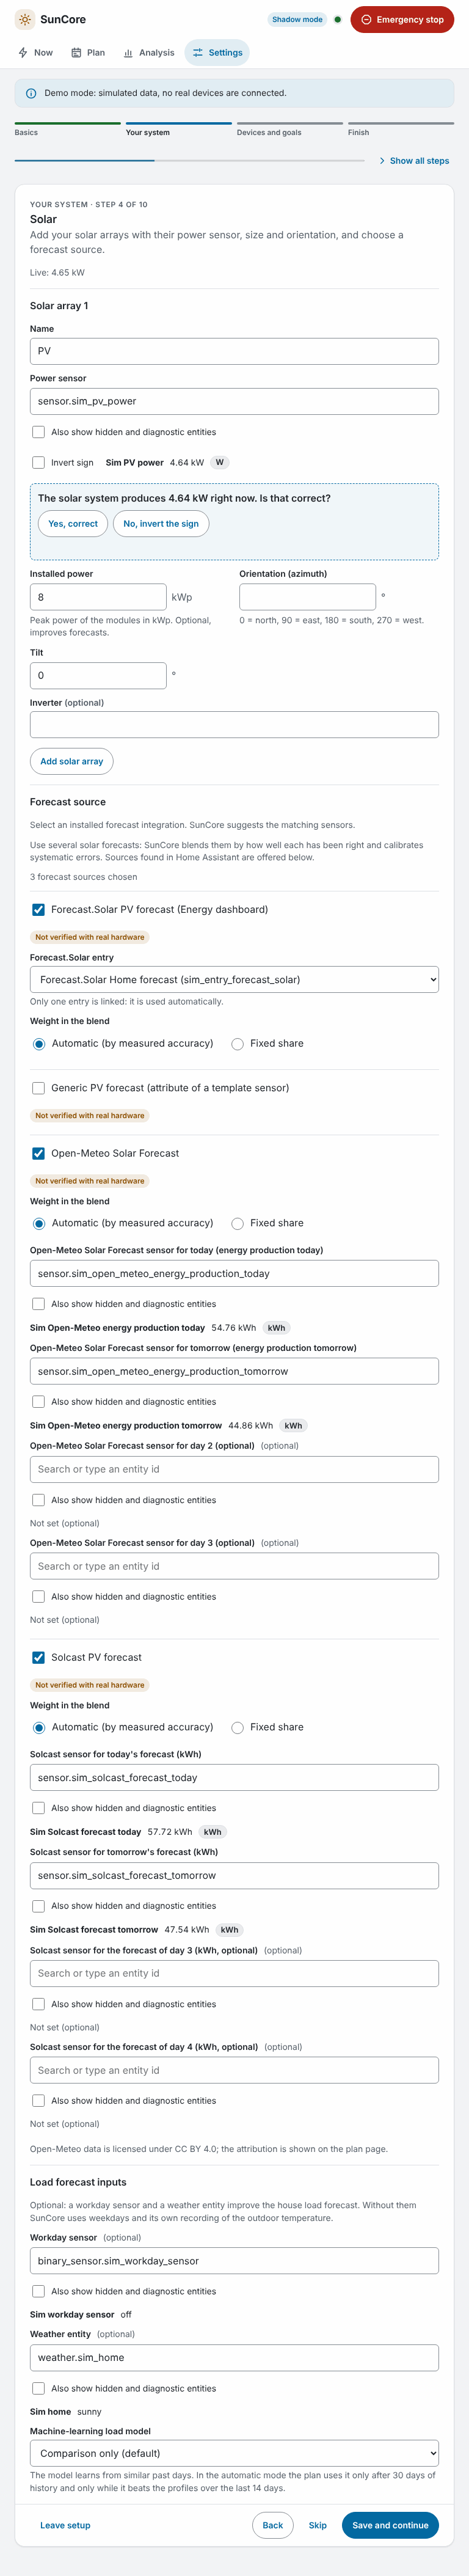 SunCore
Shadow mode
Emergency stop
Now
Plan
Analysis
Settings
Demo mode: simulated data, no real devices are connected.
Basics
Your system
Devices and goals
Finish
Show all steps
YOUR SYSTEM · STEP 4 OF 10
Solar
Add your solar arrays with their power sensor, size and orientation, and choose a
forecast source.
Live: 4.65 kW
Solar array 1
Name
PV
Power sensor
sensor.sim_pv_power
Also show hidden and diagnostic entities
Invert sign Sim PV power 4.64 kW W
The solar system produces 4.64 kW right now. Is that correct?
Yes, correct
No, invert the sign
Installed power
8 kWp
Peak power of the modules in kWp. Optional,
improves forecasts.
Orientation (azimuth)
°
0 = north, 90 = east, 180 = south, 270 = west.
Tilt
0 °
Inverter (optional)
Add solar array
Forecast source
Select an installed forecast integration. SunCore suggests the matching sensors.
Use several solar forecasts: SunCore blends them by how well each has been right and calibrates
systematic errors. Sources found in Home Assistant are offered below.
3 forecast sources chosen
Forecast.Solar PV forecast (Energy dashboard)
Not verified with real hardware
Forecast.Solar entry
Forecast.Solar Home forecast (sim_entry_forecast_solar)
Only one entry is linked: it is used automatically.
Weight in the blend
Automatic (by measured accuracy) Fixed share
Generic PV forecast (attribute of a template sensor)
Not verified with real hardware
Open-Meteo Solar Forecast
Not verified with real hardware
Weight in the blend
Automatic (by measured accuracy) Fixed share
Open-Meteo Solar Forecast sensor for today (energy production today)
sensor.sim_open_meteo_energy_production_today
Also show hidden and diagnostic entities
Sim Open-Meteo energy production today 54.76 kWh kWh
Open-Meteo Solar Forecast sensor for tomorrow (energy production tomorrow)
sensor.sim_open_meteo_energy_production_tomorrow
Also show hidden and diagnostic entities
Sim Open-Meteo energy production tomorrow 44.86 kWh kWh
Open-Meteo Solar Forecast sensor for day 2 (optional) (optional)
Search or type an entity id
Also show hidden and diagnostic entities
Not set (optional)
Open-Meteo Solar Forecast sensor for day 3 (optional) (optional)
Search or type an entity id
Also show hidden and diagnostic entities
Not set (optional)
Solcast PV forecast
Not verified with real hardware
Weight in the blend
Automatic (by measured accuracy) Fixed share
Solcast sensor for today's forecast (kWh)
sensor.sim_solcast_forecast_today
Also show hidden and diagnostic entities
Sim Solcast forecast today 57.72 kWh kWh
Solcast sensor for tomorrow's forecast (kWh)
sensor.sim_solcast_forecast_tomorrow
Also show hidden and diagnostic entities
Sim Solcast forecast tomorrow 47.54 kWh kWh
Solcast sensor for the forecast of day 3 (kWh, optional) (optional)
Search or type an entity id
Also show hidden and diagnostic entities
Not set (optional)
Solcast sensor for the forecast of day 4 (kWh, optional) (optional)
Search or type an entity id
Also show hidden and diagnostic entities
Not set (optional)
Open-Meteo data is licensed under CC BY 4.0; the attribution is shown on the plan page.
Load forecast inputs
Optional: a workday sensor and a weather entity improve the house load forecast. Without them
SunCore uses weekdays and its own recording of the outdoor temperature.
Workday sensor (optional)
binary_sensor.sim_workday_sensor
Also show hidden and diagnostic entities
Sim workday sensor off
Weather entity (optional)
weather.sim_home
Also show hidden and diagnostic entities
Sim home sunny
Machine-learning load model
Comparison only (default)
The model learns from similar past days. In the automatic mode the plan uses it only after 30 days of
history and only while it beats the profiles over the last 14 days.
Leave setup
Back
Skip
Save and continue